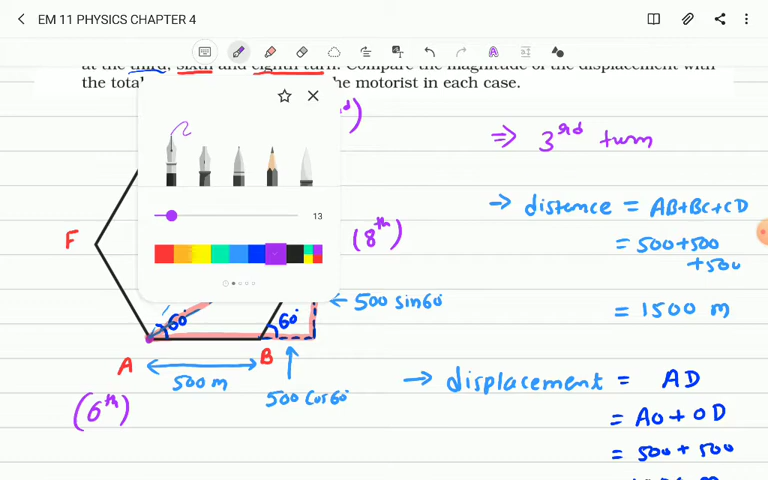 EM 11 PHYSICS CHAPTER 4
at the third, sixth and eighth turn. Compare the magnitude of the displacement with
the total he motorist in each case.
d)
⇒ 3rd turn
→ distence = AB+BC+CD
F
(8th)
= 500+500
+500
13
← 500 sin60°
= 1500 m
60°
60°
A
B
500 m
500 Cos60°
→ displacement = AD
(6th)
= AO + OD
= 500 + 500